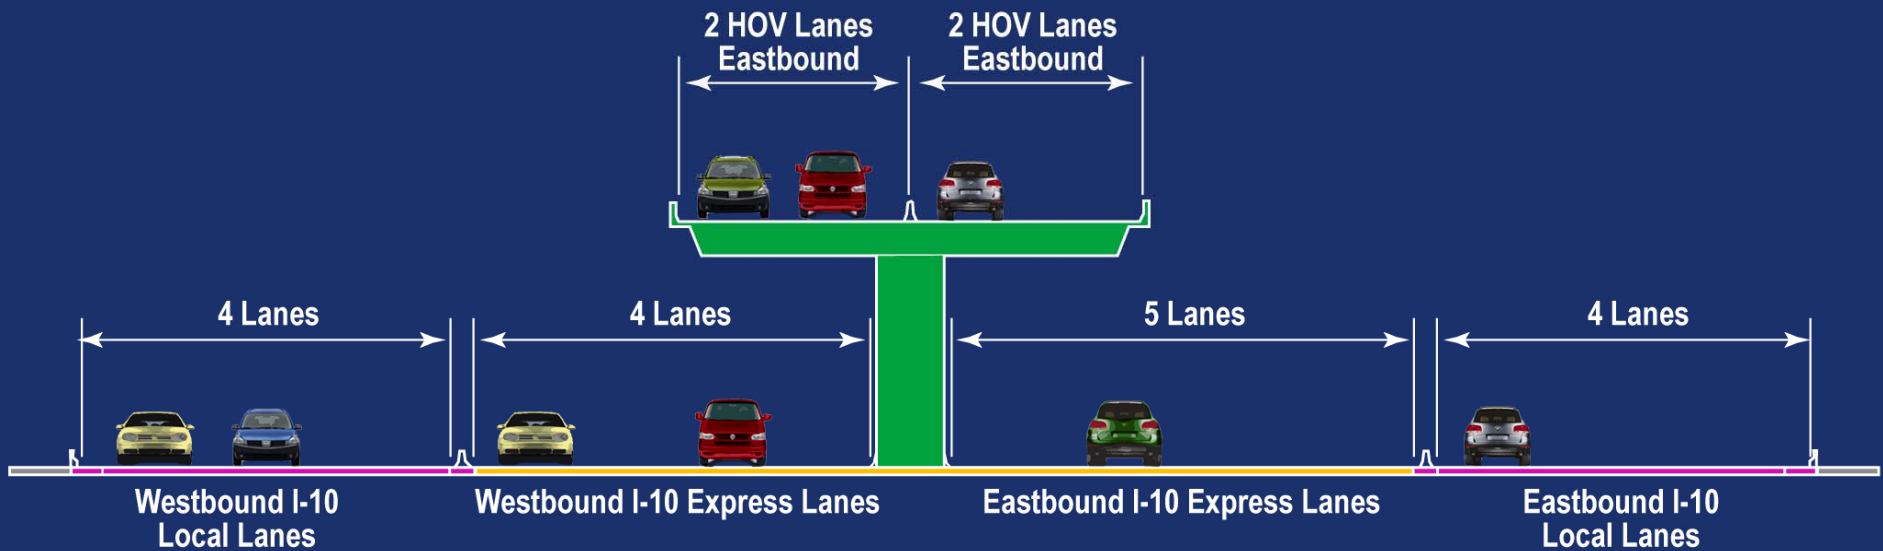 2 HOV Lanes
Eastbound
2 HOV Lanes
Eastbound
4 Lanes
4 Lanes
5 Lanes
4 Lanes
Westbound I-10
Local Lanes
Westbound I-10 Express Lanes
Eastbound I-10 Express Lanes
Eastbound I-10
Local Lanes